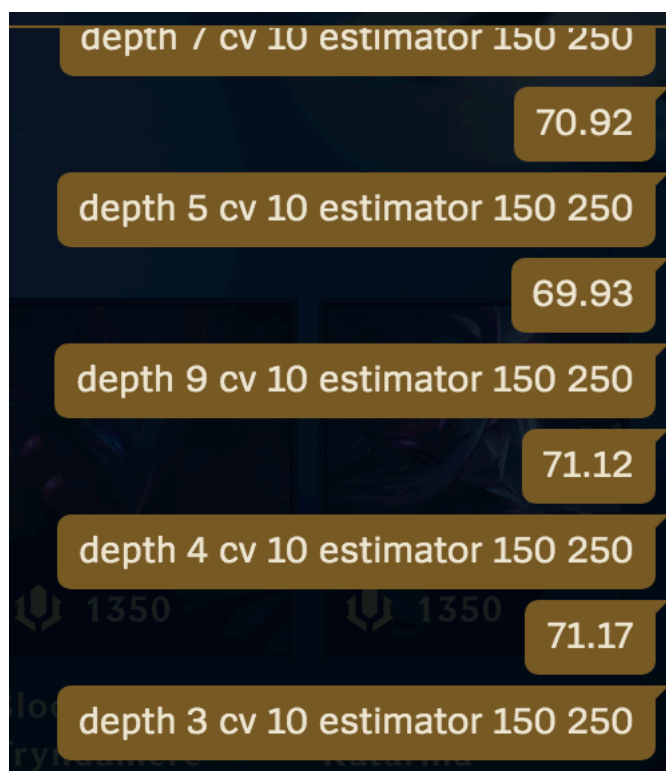 depth 7 cv 10 estimator 150 250
70.92
depth 5 cv 10 estimator 150 250
69.93
depth 9 cv 10 estimator 150 250
71.12
depth 4 cv 10 estimator 150 250
1350
1350
71.17
depth 3 cv 10 estimator 150 250